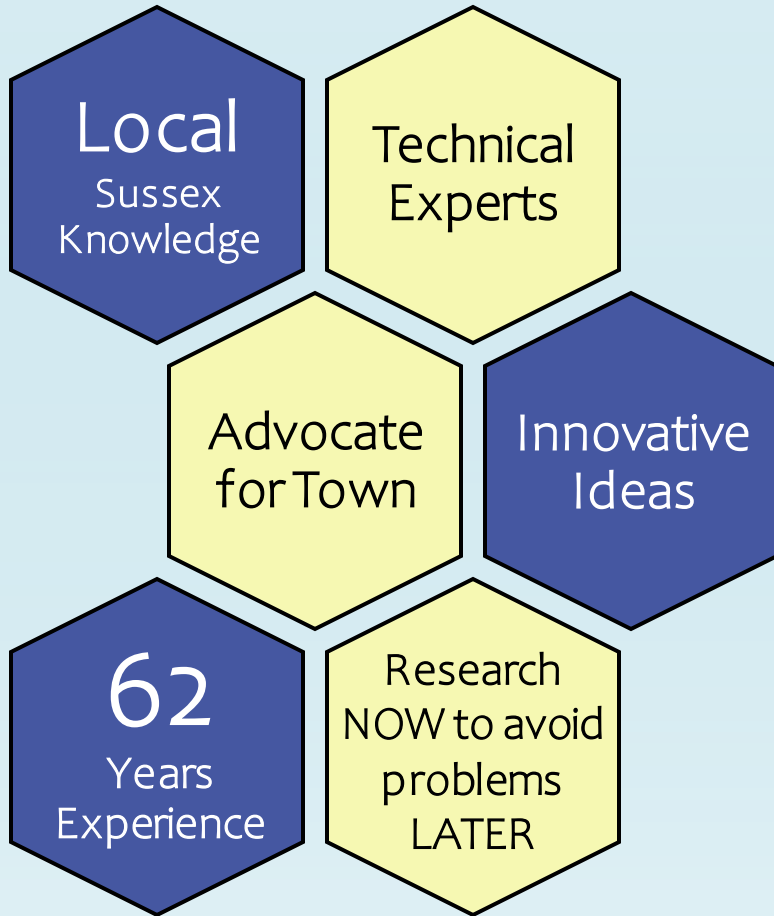 Local
Sussex
Knowledge
Technical
Experts
Advocate
for Town
Innovative
Ideas
62
Years
Experience
Research
NOW to avoid
problems
LATER